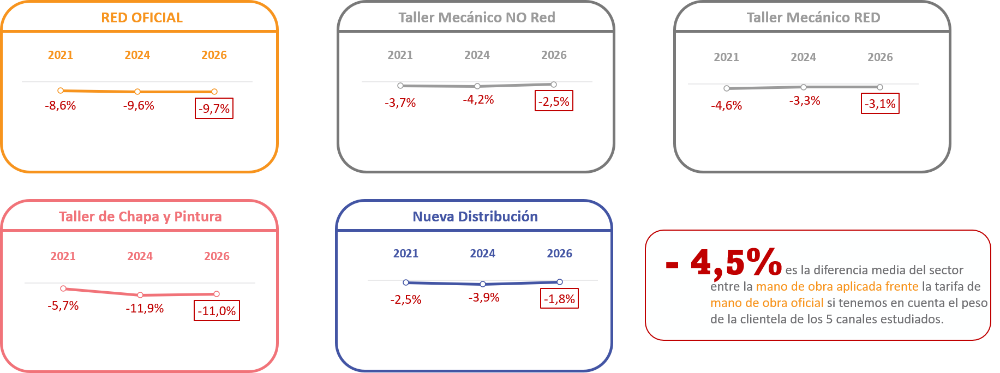 RED OFICIAL
2021 2024 2026
-8,6% -9,6% -9,7%
Taller Mecánico NO Red
2021 2024 2026
-3,7% -4,2% -2,5%
Taller Mecánico RED
2021 2024 2026
-4,6% -3,3% -3,1%
Taller de Chapa y Pintura
2021 2024 2026
-5,7% -11,9% -11,0%
Nueva Distribución
2021 2024 2026
-2,5% -3,9% -1,8%
- 4,5% es la diferencia media del sector
entre la mano de obra aplicada frente la tarifa de
mano de obra oficial si tenemos en cuenta el peso
de la clientela de los 5 canales estudiados.